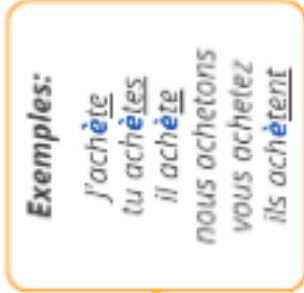 Exemples:
j'achète
tu achètes
il achète
nous achetons
vous achetez
ils achètent